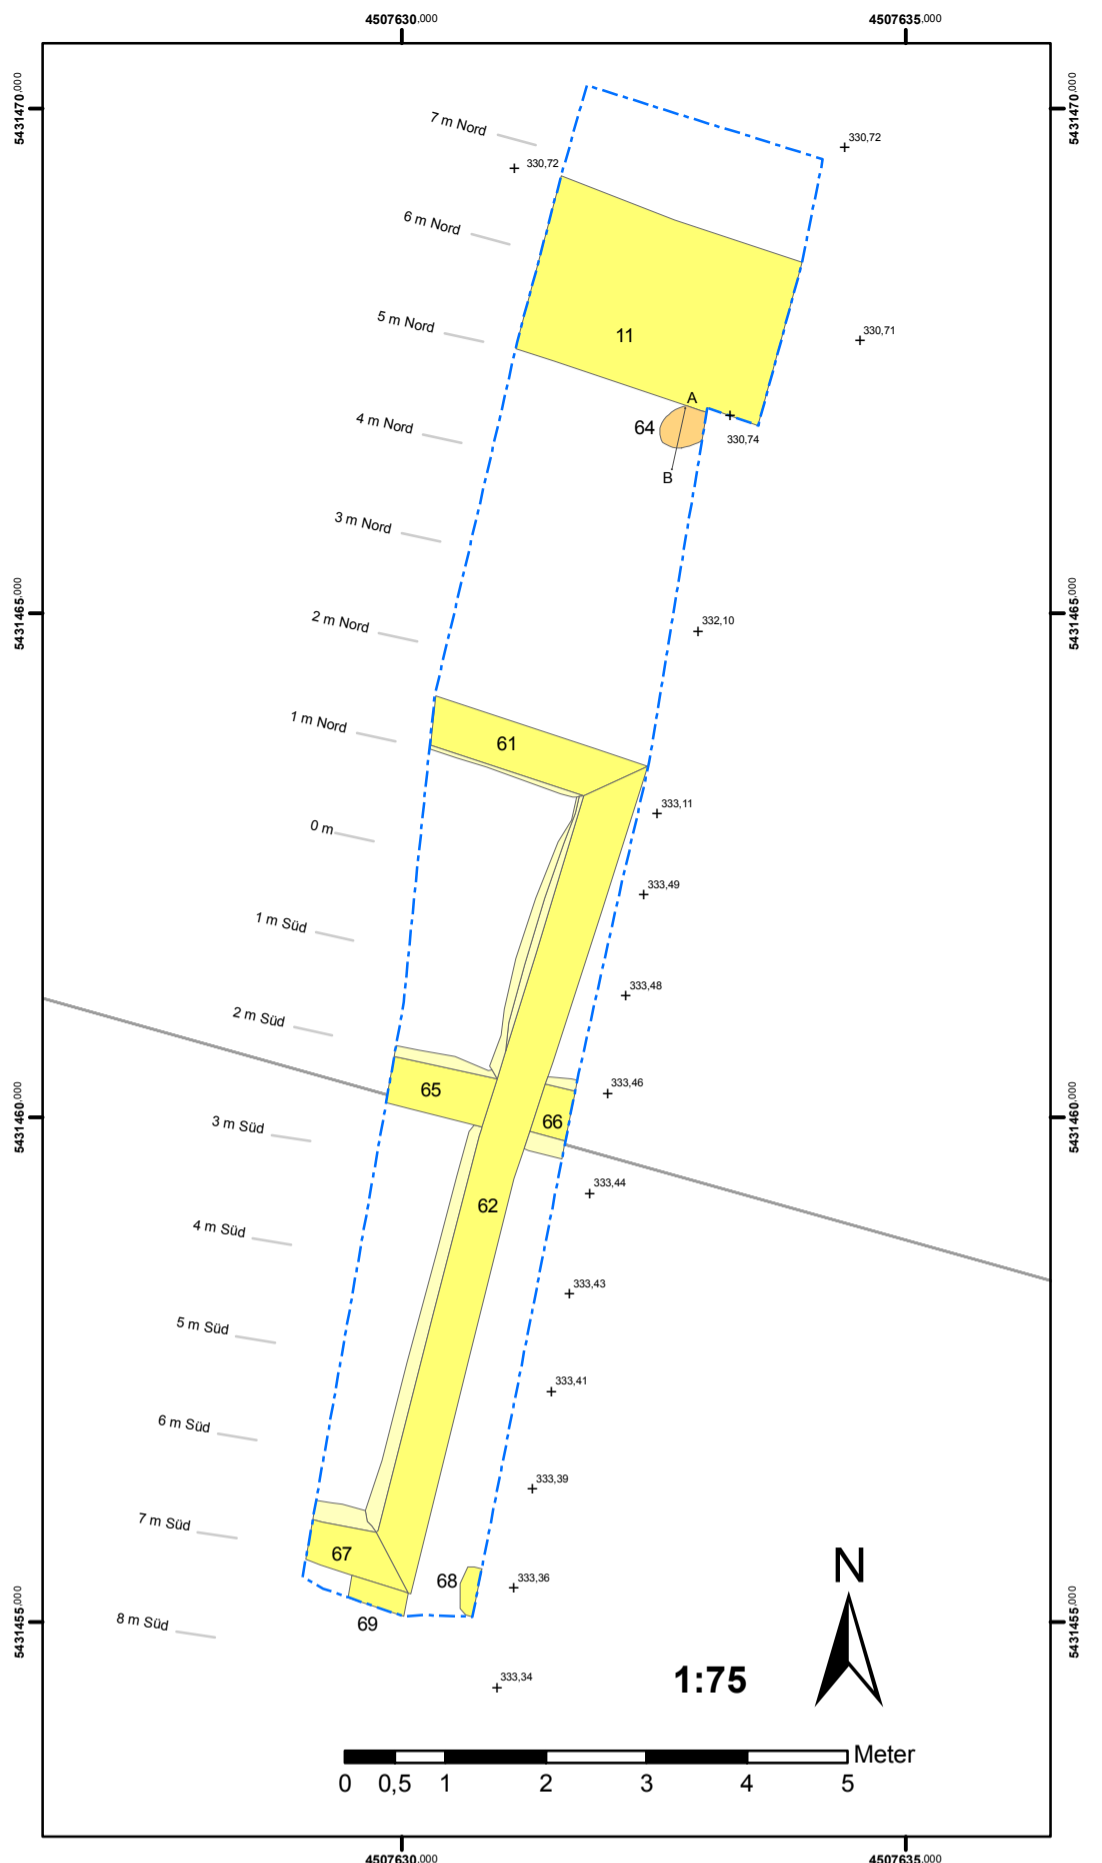 4507630.000
4507635.000
5431470.000
5431470.000
7 m Nord
330,72
330,72
6 m Nord
5 m Nord
11
330,71
A
4 m Nord
64
330,74
B
3 m Nord
5431465.000
5431465.000
2 m Nord
332,10
1 m Nord
61
333,11
0 m
333,49
1 m Süd
333,48
2 m Süd
65
333,46
66
5431460.000
5431460.000
3 m Süd
333,44
62
4 m Süd
333,43
5 m Süd
333,41
6 m Süd
333,39
7 m Süd
67
68
333,36
N
8 m Süd
69
5431455.000
5431455.000
333,34
1:75
Meter
0 0,5 1 2 3 4 5
4507630.000
4507635.000